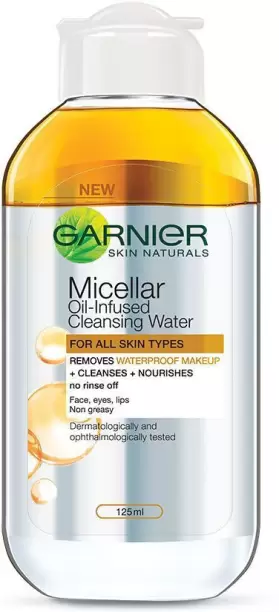 NEW
GARNIER
SKIN NATURALS
Micellar
Oil-Infused
Cleansing Water
FOR ALL SKIN TYPES
REMOVES WATERPROOF MAKEUP
+ CLEANSES + NOURISHES
no rinse off
Face, eyes, lips
Non greasy
Dermatologically and
ophthalmologically tested
125ml